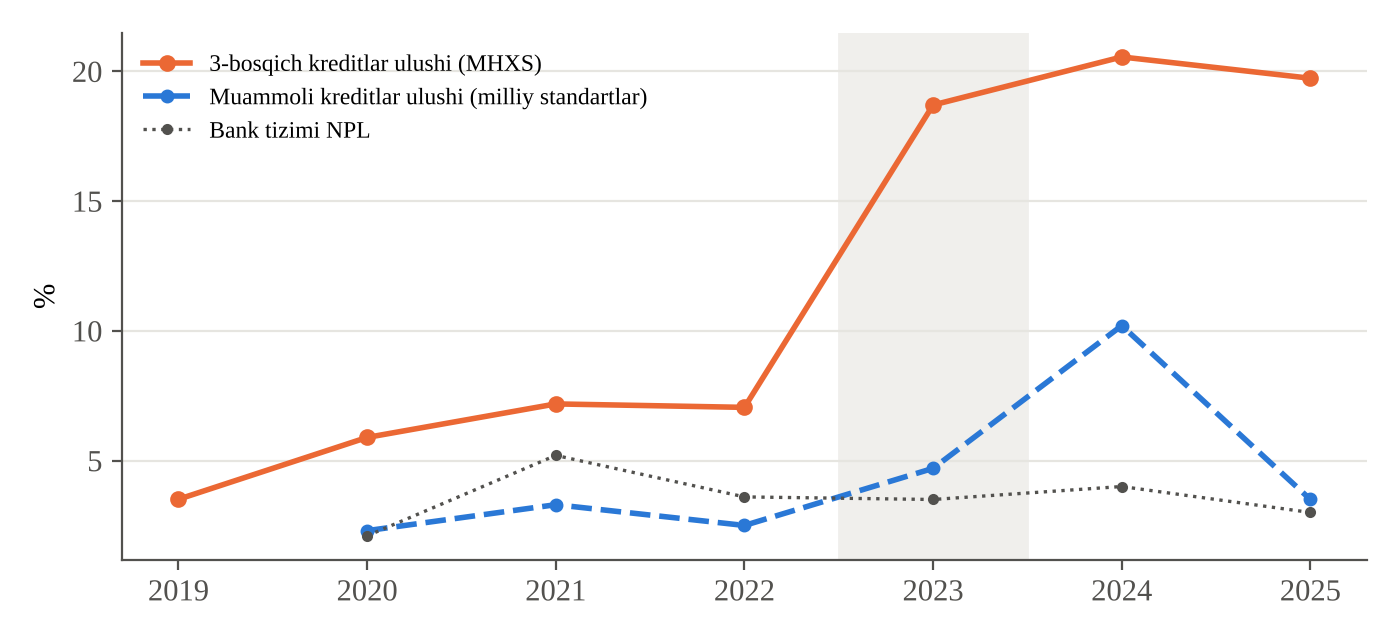 3-bosqich kreditlar ulushi (MHXS)
Muammoli kreditlar ulushi (milliy standartlar)
Bank tizimi NPL
20
15
10
5
%
2019 2020 2021 2022 2023 2024 2025